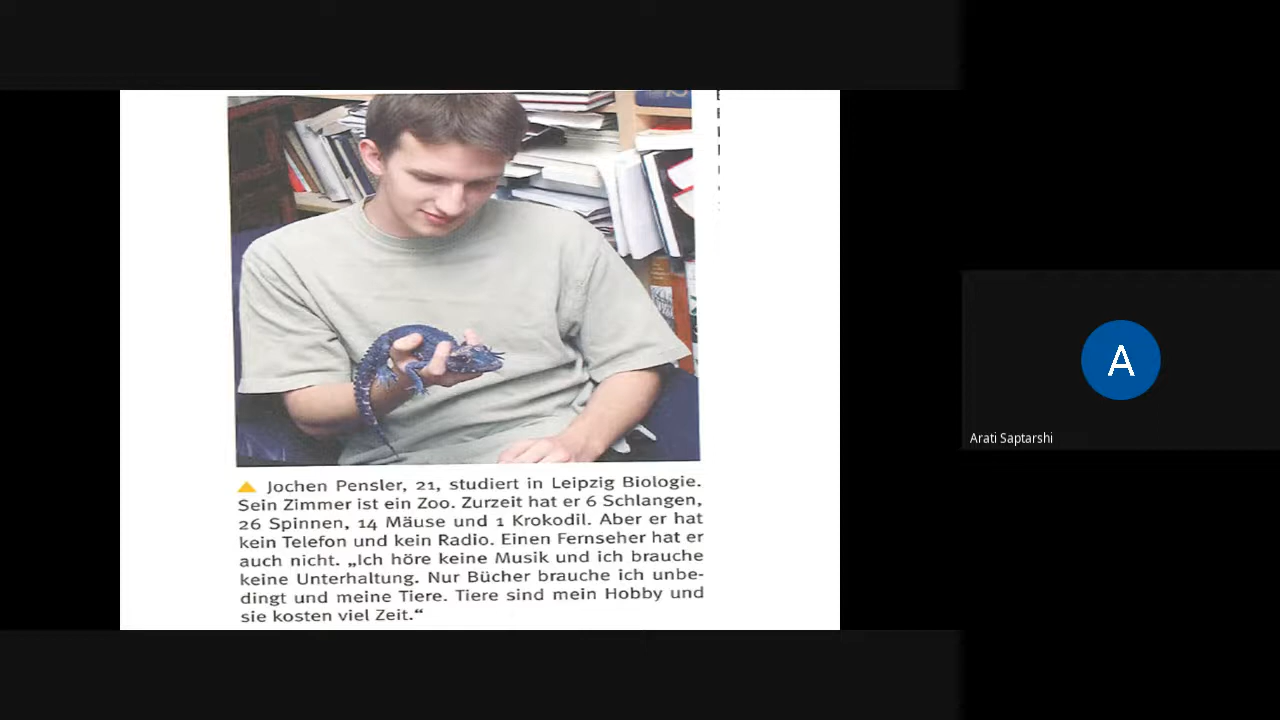 Jochen Pensler, 21, studiert in Leipzig Biologie.
Sein Zimmer ist ein Zoo. Zurzeit hat er 6 Schlangen,
26 Spinnen, 14 Mäuse und 1 Krokodil. Aber er hat
kein Telefon und kein Radio. Einen Fernseher hat er
auch nicht. „Ich höre keine Musik und ich brauche
keine Unterhaltung. Nur Bücher brauche ich unbe-
dingt und meine Tiere. Tiere sind mein Hobby und
sie kosten viel Zeit.“
A
Arati Saptarshi